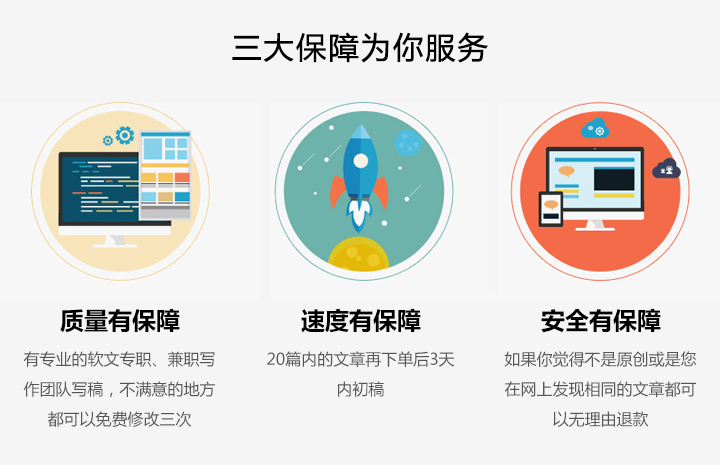 三大保障为你服务
质量有保障
有专业的软文专职、兼职写
作团队写稿，不满意的地方
都可以免费修改三次
速度有保障
20篇内的文章再下单后3天
内初稿
安全有保障
如果你觉得不是原创或是您
在网上发现相同的文章都可
以无理由退款